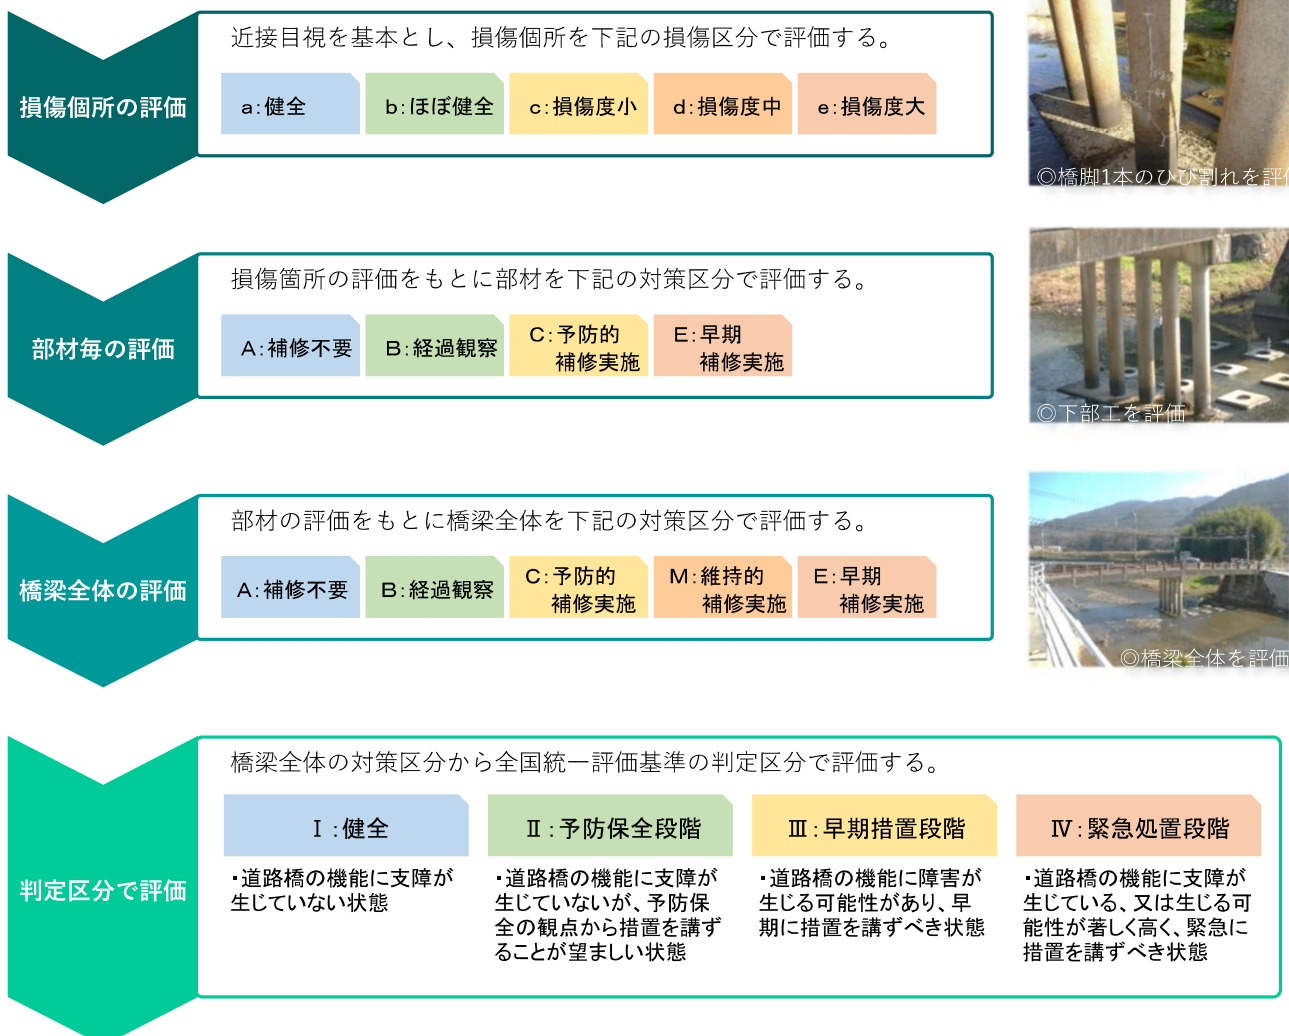 損傷個所の評価
近接目視を基本とし、損傷個所を下記の損傷区分で評価する。
a:健全
b:ほぼ健全
c:損傷度小
d:損傷度中
e:損傷度大
◎橋脚1本のひび割れを評価
部材毎の評価
損傷箇所の評価をもとに部材を下記の対策区分で評価する。
A:補修不要
B:経過観察
C:予防的
補修実施
E:早期
補修実施
◎下部工を評価
橋梁全体の評価
部材の評価をもとに橋梁全体を下記の対策区分で評価する。
A:補修不要
B:経過観察
C:予防的
補修実施
M:維持的
補修実施
E:早期
補修実施
◎橋梁全体を評価
判定区分で評価
橋梁全体の対策区分から全国統一評価基準の判定区分で評価する。
Ⅰ:健全
・道路橋の機能に支障が
生じていない状態
Ⅱ:予防保全段階
・道路橋の機能に支障が
生じていないが、予防保
全の観点から措置を講ず
ることが望ましい状態
Ⅲ:早期措置段階
・道路橋の機能に障害が
生じる可能性があり、早
期に措置を講ずべき状態
Ⅳ:緊急処置段階
・道路橋の機能に支障が
生じている、又は生じる可
能性が著しく高く、緊急に
措置を講ずべき状態